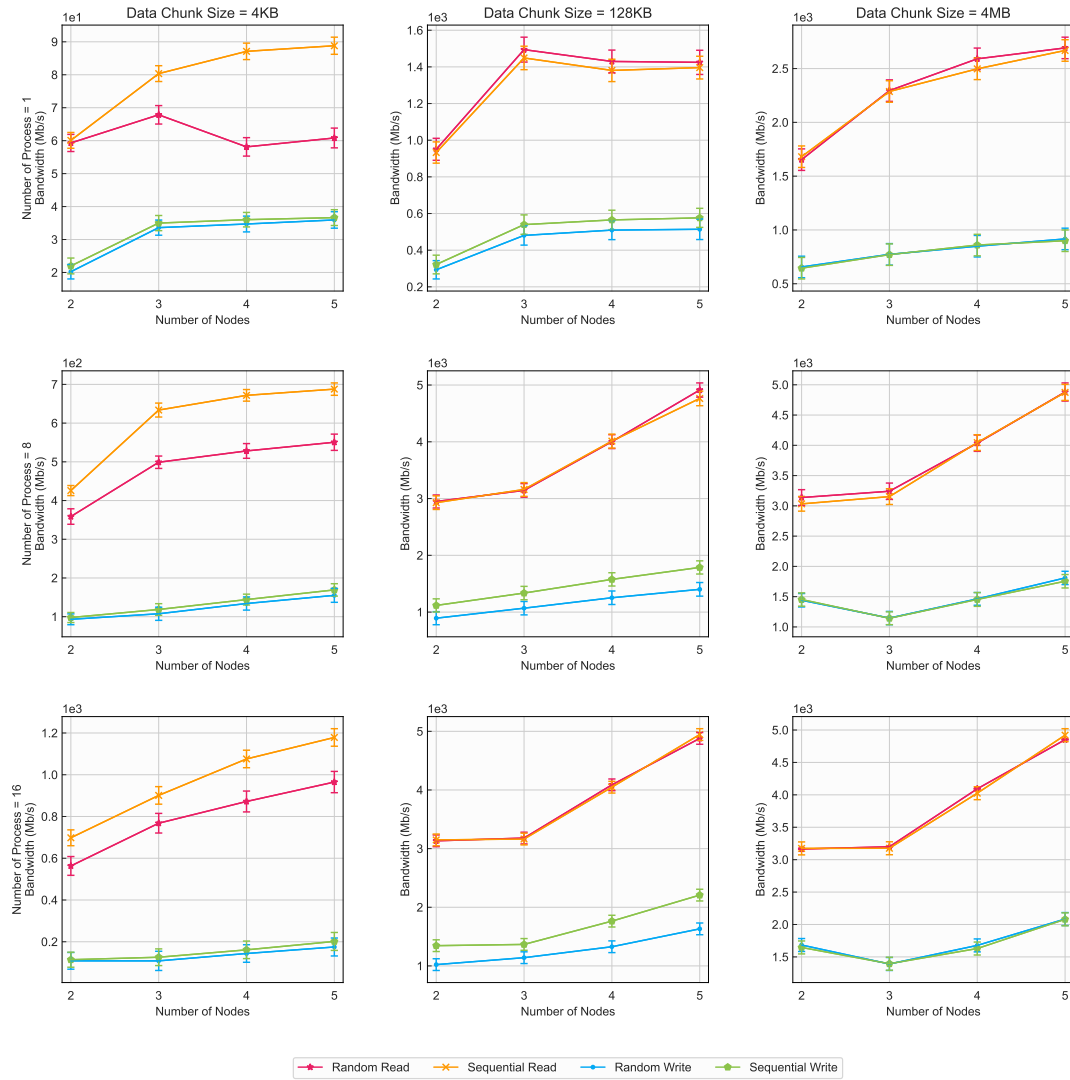 Data Chunk Size = 4KB
1e1
9
8
7
6
5
4
3
2
2 3 4 5
Number of Nodes
Number of Process = 1
Bandwidth (Mb/s)
Data Chunk Size = 128KB
1e3
1.6
1.4
1.2
1.0
0.8
0.6
0.4
0.2
2 3 4 5
Number of Nodes
Bandwidth (Mb/s)
Data Chunk Size = 4MB
1e3
2.5
2.0
1.5
1.0
0.5
2 3 4 5
Number of Nodes
Bandwidth (Mb/s)
1e2
7
6
5
4
3
2
1
2 3 4 5
Number of Nodes
Number of Process = 8
Bandwidth (Mb/s)
1e3
5
4
3
2
1
2 3 4 5
Number of Nodes
Bandwidth (Mb/s)
1e3
5.0
4.5
4.0
3.5
3.0
2.5
2.0
1.5
1.0
2 3 4 5
Number of Nodes
Bandwidth (Mb/s)
1e3
1.2
1.0
0.8
0.6
0.4
0.2
2 3 4 5
Number of Nodes
Number of Process = 16
Bandwidth (Mb/s)
1e3
5
4
3
2
1
2 3 4 5
Number of Nodes
Bandwidth (Mb/s)
1e3
5.0
4.5
4.0
3.5
3.0
2.5
2.0
1.5
2 3 4 5
Number of Nodes
Bandwidth (Mb/s)
Random Read Sequential Read Random Write Sequential Write